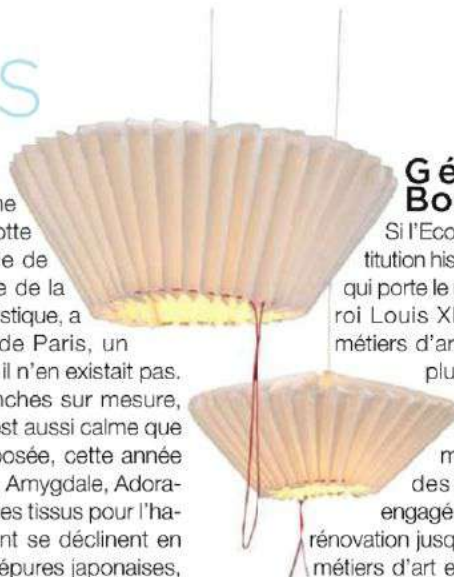 S
ne
otte
e de
e de la
stique, a
de Paris, un
il n'en existait pas.
nches sur mesure,
est aussi calme que
posée, cette année
Amygdale, Adora-
es tissus pour l'ha-
nt se déclinent en
épures japonaises,
Gé
Bo
Si l'Eco
titution his
qui porte le
roi Louis XI
métiers d'ar
plu
m
des
engagé
rénovation jusq
métiers d'art e